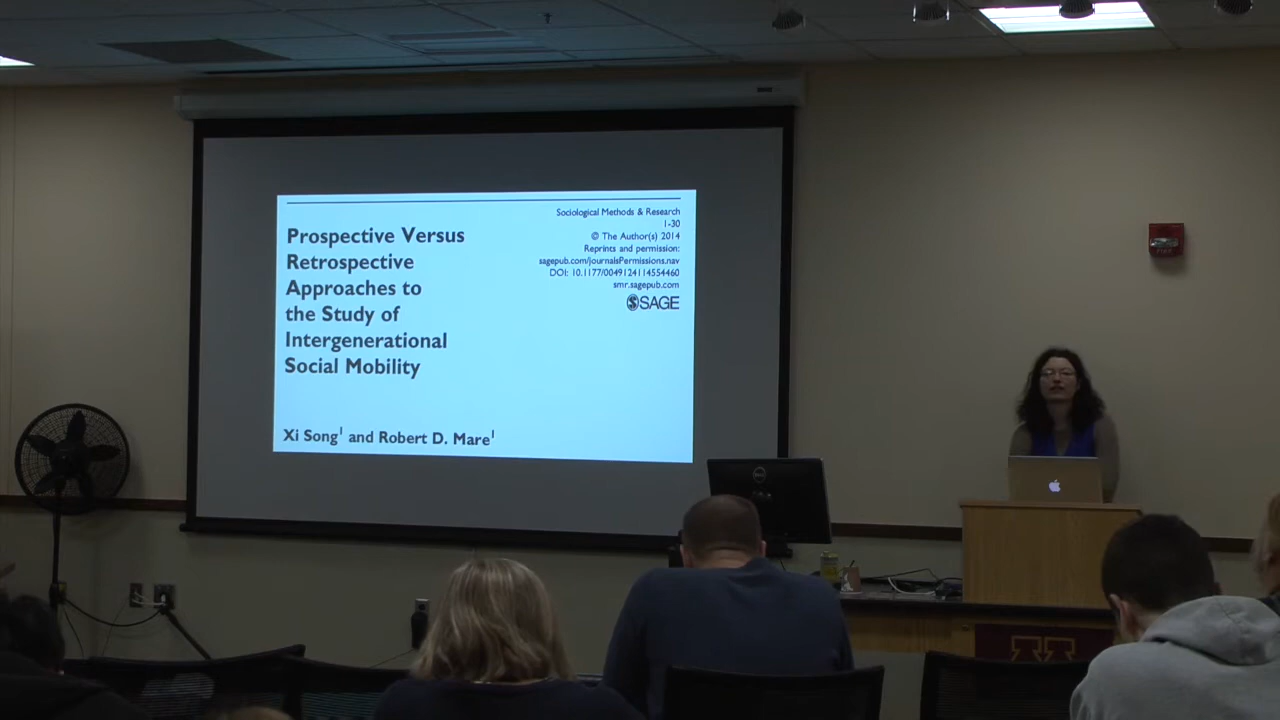 Prospective Versus
Retrospective
Approaches to
the Study of
Intergenerational
Social Mobility
Xi Song¹ and Robert D. Mare¹
Sociological Methods & Research
1-30
© The Author(s) 2014
Reprints and permission:
sagepub.com/journalsPermissions.nav
DOI: 10.1177/0049124114554460
smr.sagepub.com
SAGE
FIRE
DELL
M